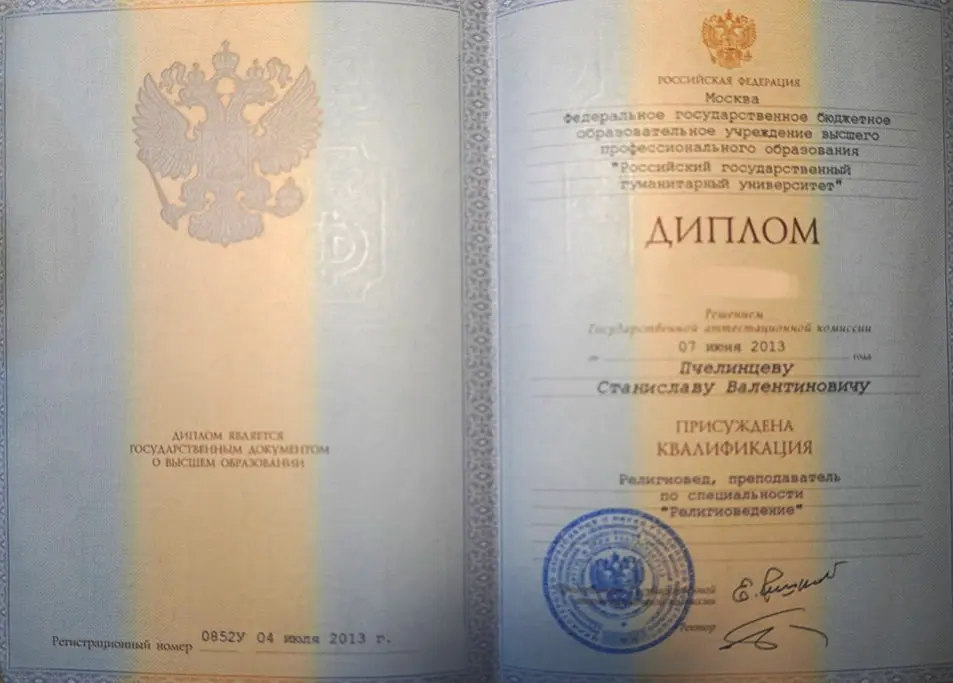 ДИПЛОМ ЯВЛЯЕТСЯ
ГОСУДАРСТВЕННЫМ ДОКУМЕНТОМ
О ВЫСШЕМ ОБРАЗОВАНИИ
Регистрационный номер 0852У 04 июля 2013 г.
РОССИЙСКАЯ ФЕДЕРАЦИЯ
Москва
Федеральное государственное бюджетное
образовательное учреждение высшего
профессионального образования
"Российский государственный
гуманитарный университет"
ДИПЛОМ
Решением
Государственной аттестационной комиссии
от 07 июня 2013 года
Пчелинцеву
Станиславу Валентиновичу
ПРИСУЖДЕНА
КВАЛИФИКАЦИЯ
Религиовед, преподаватель
по специальности
"Религиоведение"
Ректор